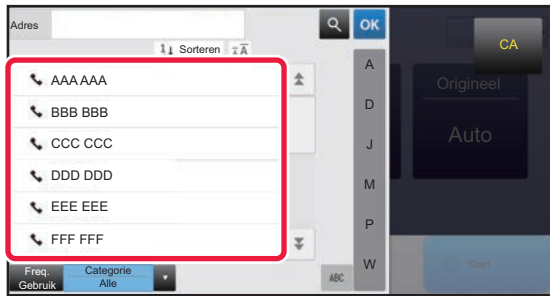 Adres
OK
CA
Sorteren
AAA AAA
BBB BBB
CCC CCC
DDD DDD
EEE EEE
FFF FFF
A
D
J
M
P
W
Origineel
Auto
Freq.
Gebruik
Categorie
Alle
ABC
Start